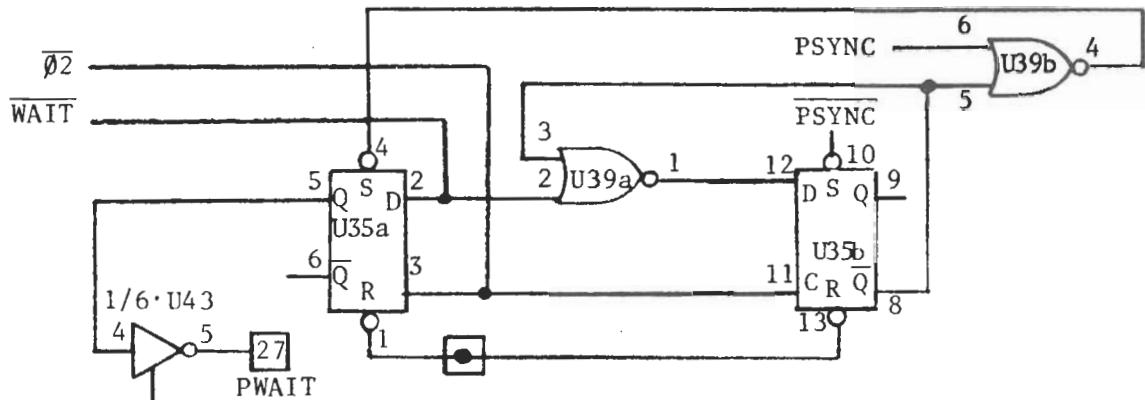 6
PSYNC
U39b
4
5
Ø2
WAIT
PSYNC
3
2
U39a
1
4
10
5
Q
S
D
2
U35a
6
Q
R
3
1
12
D
S
Q
9
U35b
11
C
R
Q
8
13
1/6·U43
4
5
27
PWAIT